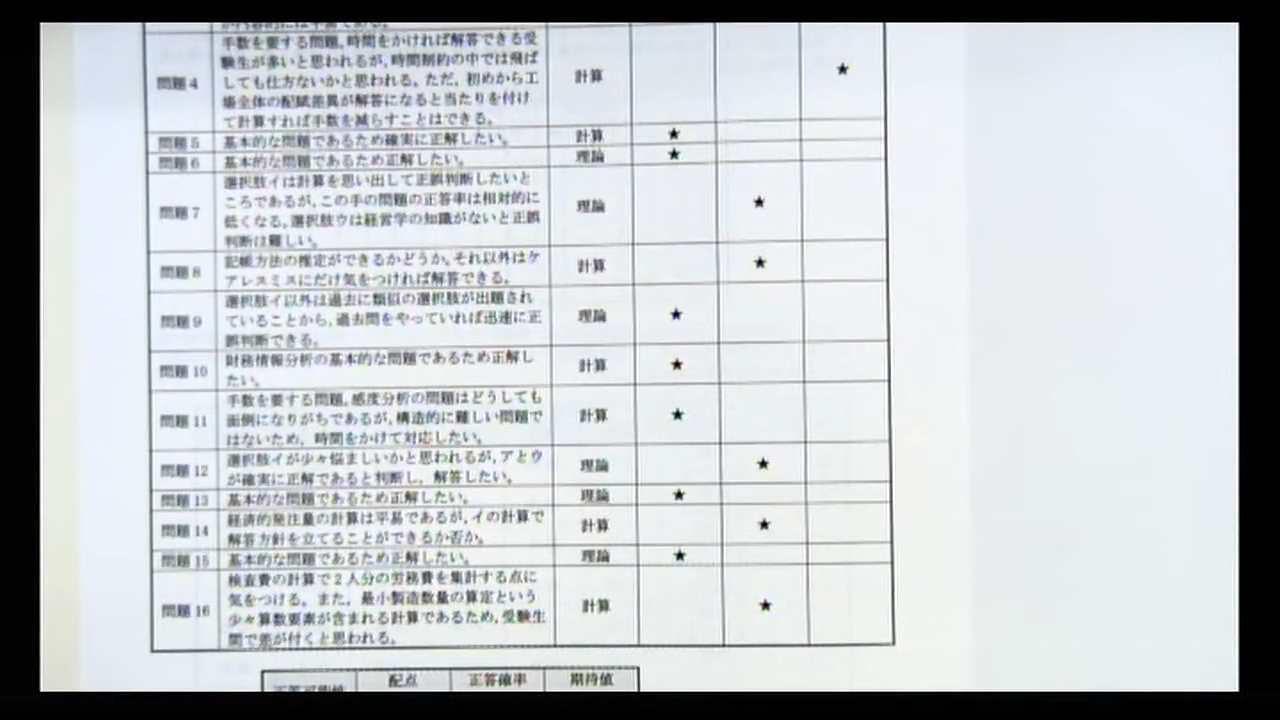 問題 4
手数を要する問題。時間をかければ解答できる受
験生が多いと思われるが、時間制約の中では飛ば
しても仕方ないかと思われる。ただ、初めから工
場全体の配賦差異が解答になると当たりを付け
て計算すれば手数を減らすことはできる。
計算
★
問題 5
基本的な問題であるため確実に正解したい。
計算
★
問題 6
基本的な問題であるため正解したい。
理論
★
問題 7
選択肢イは計算を思い出して正誤判断したいと
ころであるが、この手の問題の正答率は相対的に
低くなる。選択肢ウは経営学の知識がないと正誤
判断は難しい。
理論
★
問題 8
記帳方法の推定ができるかどうか。それ以外はケ
アレスミスにだけ気をつければ解答できる。
計算
★
問題 9
選択肢イ以外は過去に類似の選択肢が出題され
ていることから、過去問をやっていれば迅速に正
誤判断できる。
理論
★
問題 10
財務情報分析の基本的な問題であるため正解し
たい。
計算
★
問題 11
手数を要する問題。感度分析の問題はどうしても
面倒になりがちであるが、構造的に難しい問題で
はないため、時間をかけて対応したい。
計算
★
問題 12
選択肢イが少々悩ましいかと思われるが、アとウ
が確実に正解であると判断し、解答したい。
理論
★
問題 13
基本的な問題であるため正解したい。
理論
★
問題 14
経済的発注量の計算は平易であるが、イの計算で
解答方針を立てることができるか否か。
計算
★
問題 15
基本的な問題であるため正解したい。
理論
★
問題 16
検査費の計算で2人分の労務費を集計する点に
気をつける。また、最小製造数量の算定という
少々算数要素が含まれる計算であるため、受験生
間で差が付くと思われる。
計算
★
配点
正答確率
期待値